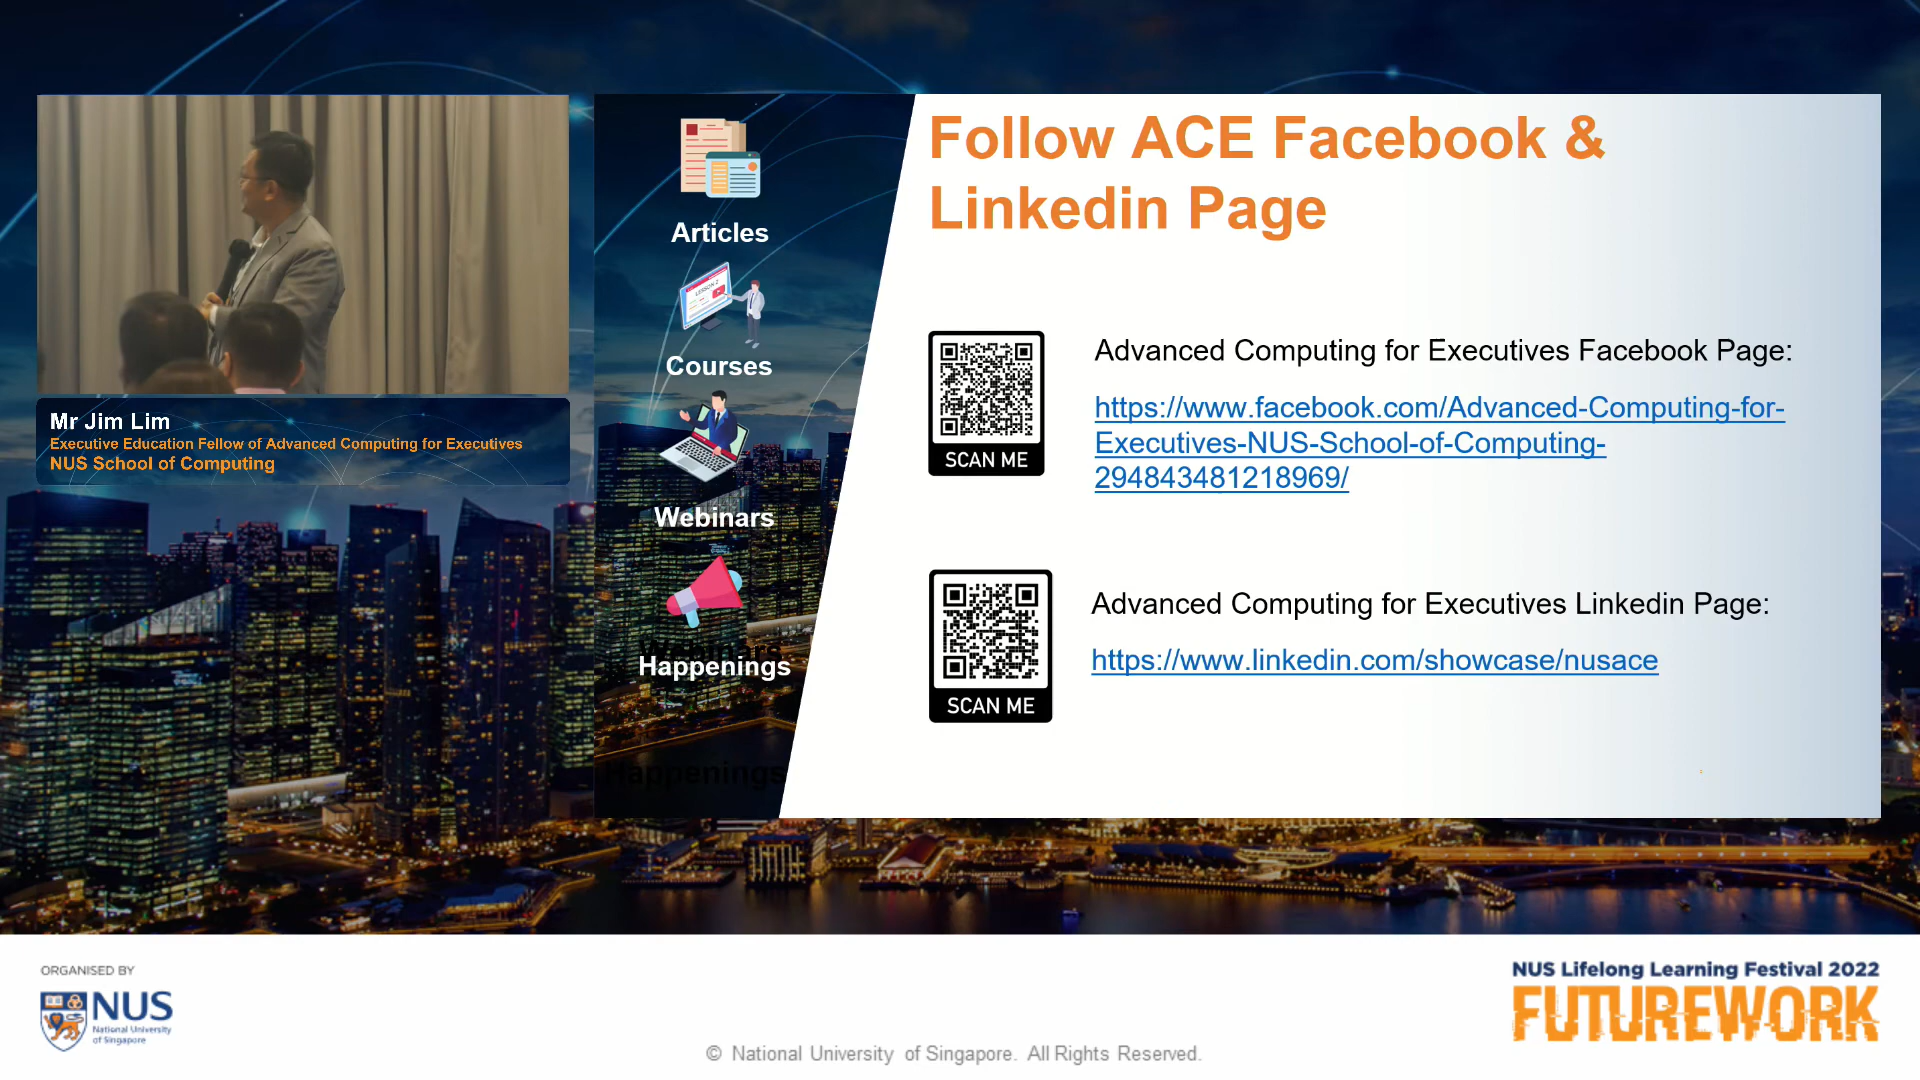 Mr Jim Lim
Executive Education Fellow of Advanced Computing for Executives
NUS School of Computing
Articles
LESSON 2
Courses
Webinars
Happenings
Happenings
Follow ACE Facebook &
Linkedin Page
SCAN ME
Advanced Computing for Executives Facebook Page:
https://www.facebook.com/Advanced-Computing-for-
Executives-NUS-School-of-Computing-
294843481218969/
SCAN ME
Advanced Computing for Executives Linkedin Page:
https://www.linkedin.com/showcase/nusace
ORGANISED BY
NUS
National University
of Singapore
© National University of Singapore. All Rights Reserved.
NUS Lifelong Learning Festival 2022
FUTUREWORK